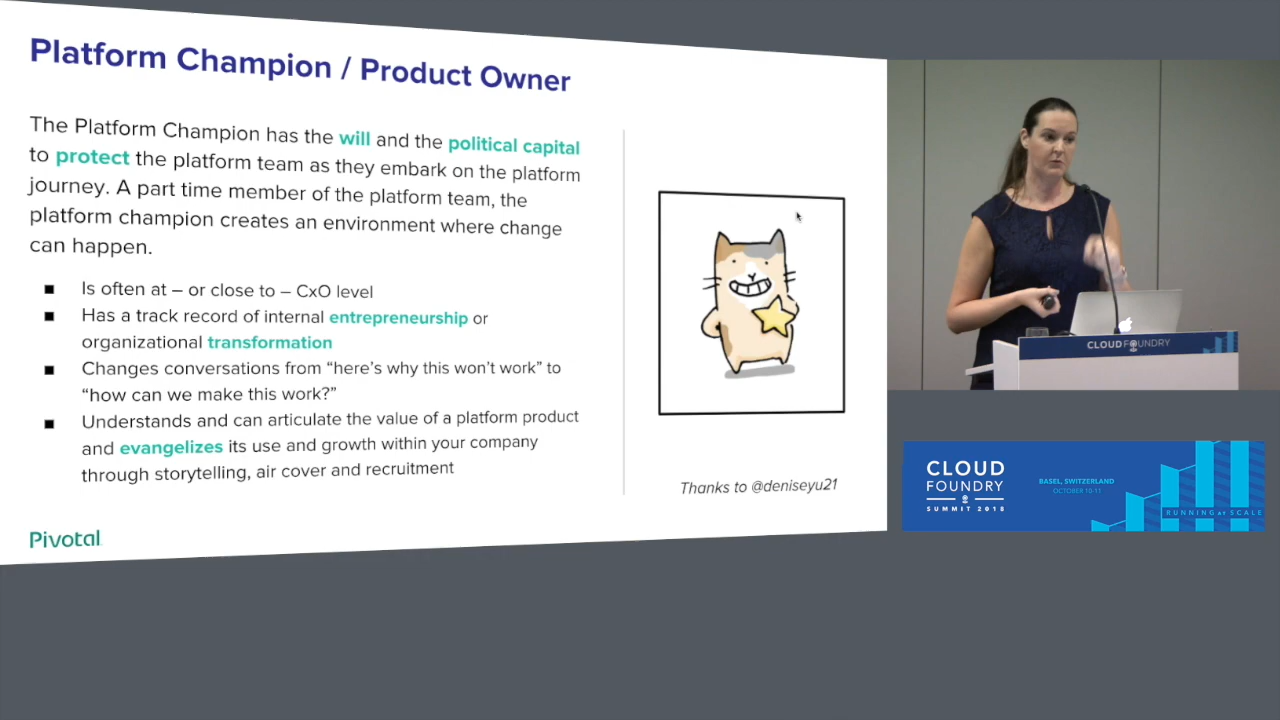 Platform Champion / Product Owner
The Platform Champion has the will and the political capital
to protect the platform team as they embark on the platform
journey. A part time member of the platform team, the
platform champion creates an environment where change
can happen.
■ Is often at – or close to – CxO level
■ Has a track record of internal entrepreneurship or
organizational transformation
■ Changes conversations from “here’s why this won’t work” to
“how can we make this work?”
■ Understands and can articulate the value of a platform product
and evangelizes its use and growth within your company
through storytelling, air cover and recruitment
Thanks to @deniseyu21
Pivotal
CLOUD FOUNDRY
CLOUD
FOUNDRY
SUMMIT 2018
BASEL, SWITZERLAND
OCTOBER 10-11
RUNNING at SCALE